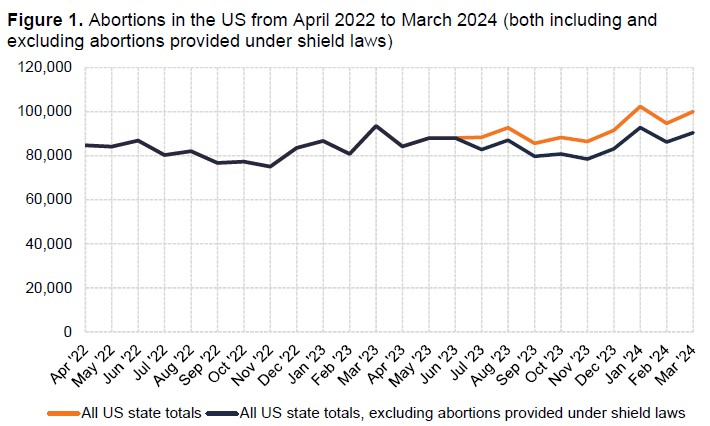 Figure 1. Abortions in the US from April 2022 to March 2024 (both including and
excluding abortions provided under shield laws)
120,000
100,000
80,000
60,000
40,000
20,000
0
Apr '22
May '22
Jun '22
Jul '22
Aug '22
Sep '22
Oct '22
Nov '22
Dec '22
Jan '23
Feb '23
Mar '23
Apr '23
May '23
Jun '23
Jul '23
Aug '23
Sep '23
Oct '23
Nov '23
Dec '23
Jan '24
Feb '24
Mar '24
All US state totals
All US state totals, excluding abortions provided under shield laws